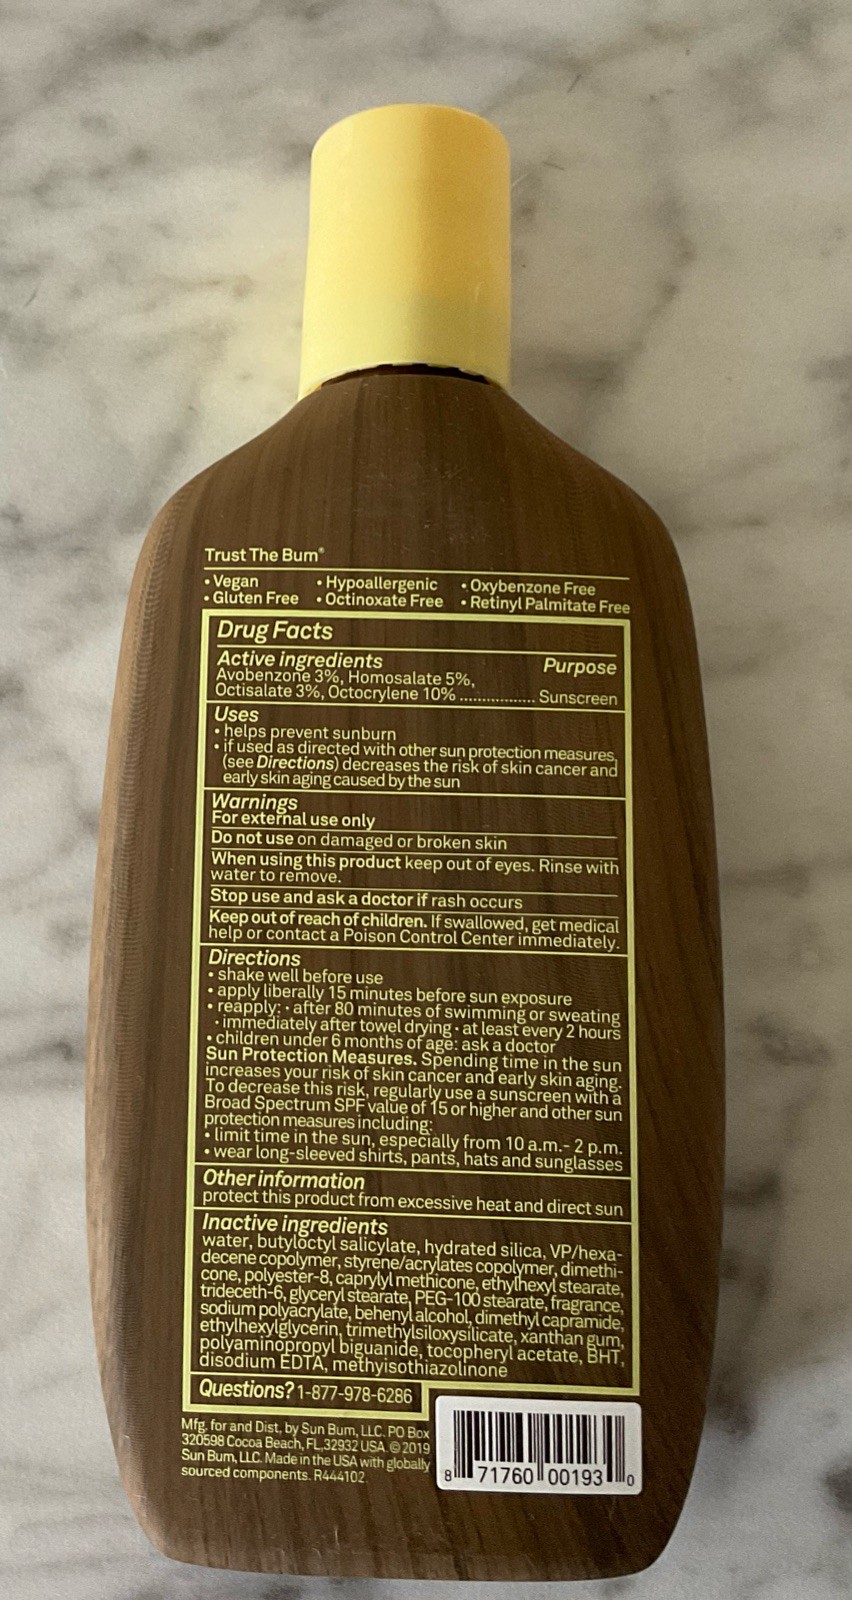 Trust The Bum®
• Vegan • Hypoallergenic • Oxybenzone Free
• Gluten Free • Octinoxate Free • Retinyl Palmitate Free
Drug Facts
Active ingredients Purpose
Avobenzone 3%, Homosalate 5%,
Octisalate 3%, Octocrylene 10% ................ Sunscreen
Uses
• helps prevent sunburn
• if used as directed with other sun protection measures,
(see Directions) decreases the risk of skin cancer and
early skin aging caused by the sun
Warnings
For external use only
Do not use on damaged or broken skin
When using this product keep out of eyes. Rinse with
water to remove.
Stop use and ask a doctor if rash occurs
Keep out of reach of children. If swallowed, get medical
help or contact a Poison Control Center immediately.
Directions
• shake well before use
• apply liberally 15 minutes before sun exposure
• reapply: • after 80 minutes of swimming or sweating
• immediately after towel drying • at least every 2 hours
• children under 6 months of age: ask a doctor
Sun Protection Measures. Spending time in the sun
increases your risk of skin cancer and early skin aging.
To decrease this risk, regularly use a sunscreen with a
Broad Spectrum SPF value of 15 or higher and other sun
protection measures including:
• limit time in the sun, especially from 10 a.m.- 2 p.m.
• wear long-sleeved shirts, pants, hats and sunglasses
Other information
protect this product from excessive heat and direct sun
Inactive ingredients
water, butyloctyl salicylate, hydrated silica, VP/hexa-
decene copolymer, styrene/acrylates copolymer, dimethi-
cone, polyester-8, caprylyl methicone, ethylhexyl stearate,
trideceth-6, glyceryl stearate, PEG-100 stearate, fragrance,
sodium polyacrylate, behenyl alcohol, dimethyl capramide,
ethylhexylglycerin, trimethylsiloxysilicate, xanthan gum,
polyaminopropyl biguanide, tocopheryl acetate, BHT,
disodium EDTA, methyisothiazolinone
Questions? 1-877-978-6286
Mfg. for and Dist. by Sun Bum, LLC. PO Box
320598 Cocoa Beach, FL,32932 USA. © 2019
Sun Bum, LLC. Made in the USA with globally
sourced components. R444102
8 71760 00193 0